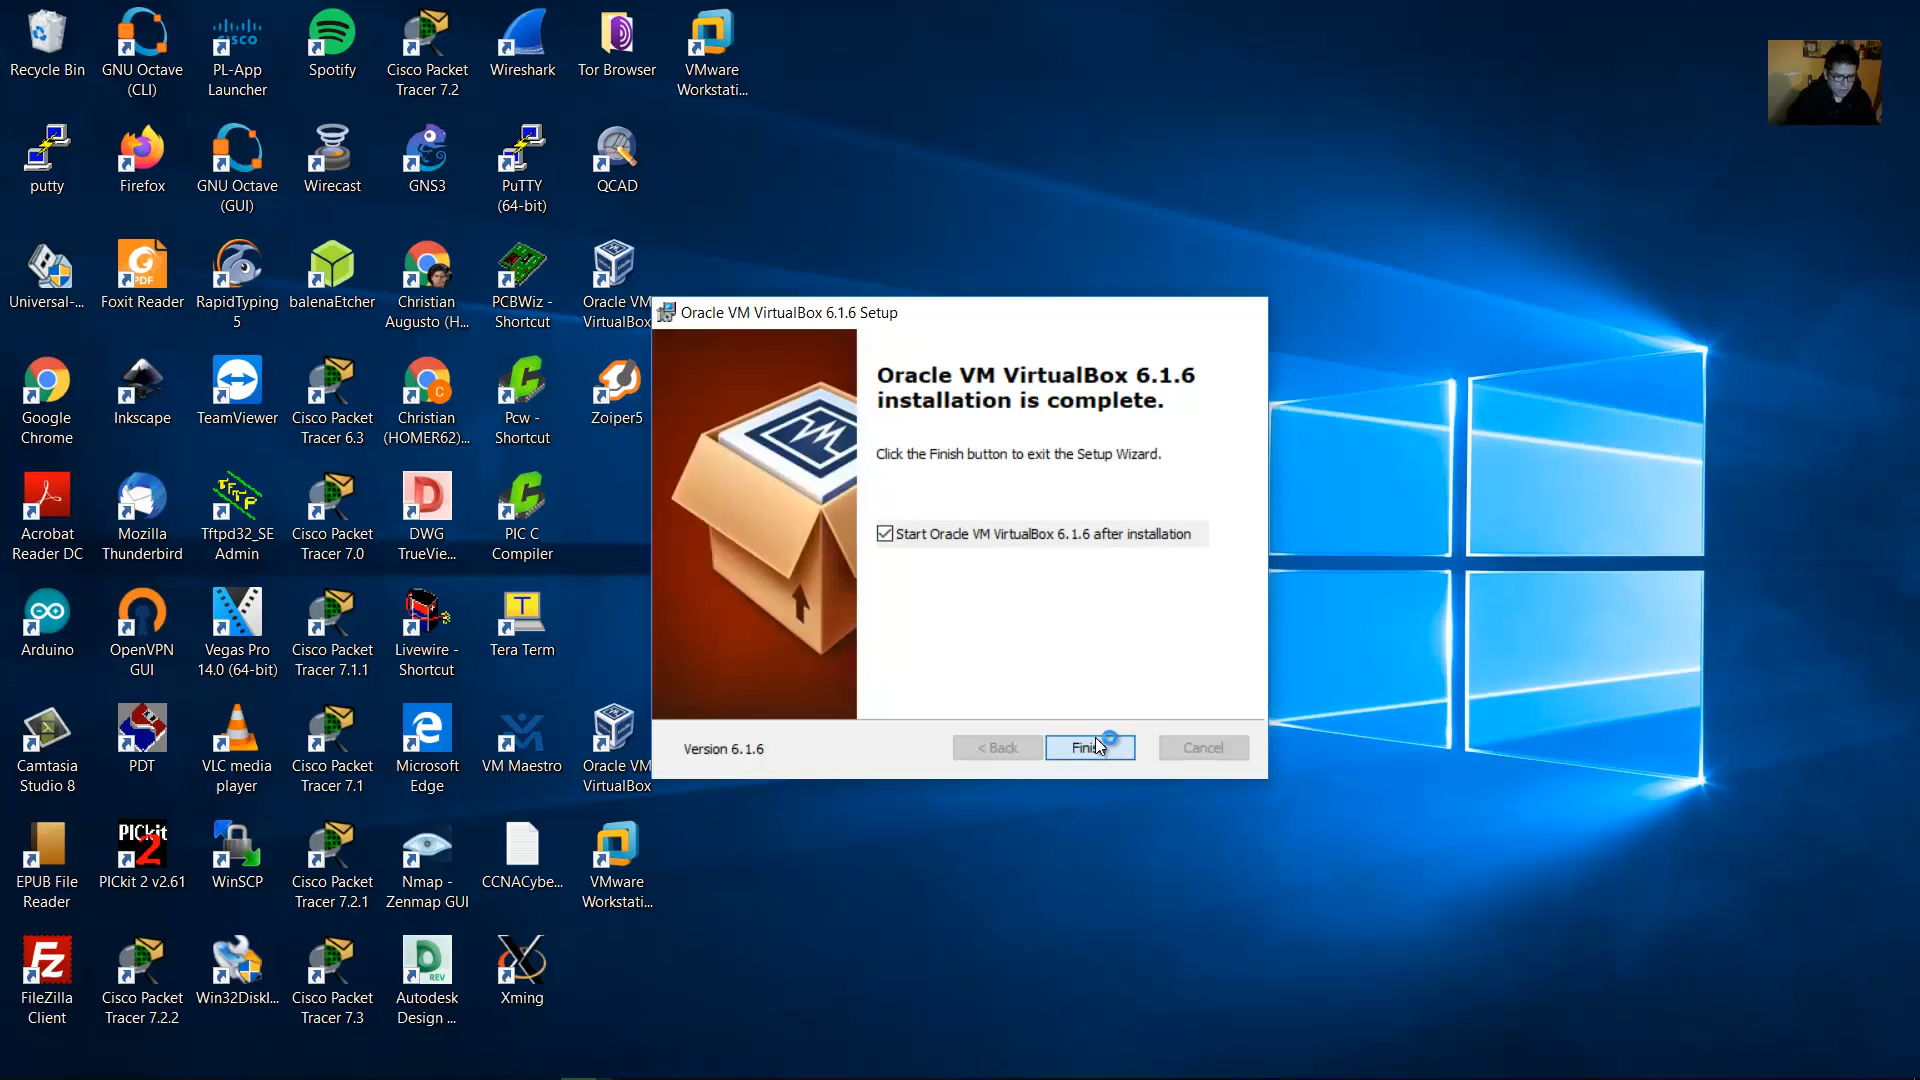 Recycle Bin
GNU Octave
(CLI)
CISCO
PL-App
Launcher
Spotify
Cisco Packet
Tracer 7.2
Wireshark
Tor Browser
VMware
Workstati...
putty
Firefox
GNU Octave
(GUI)
Wirecast
GNS3
PuTTY
(64-bit)
QCAD
Universal-...
PDF
Foxit Reader
RapidTyping
5
balenaEtcher
Christian
Augusto (H...
PCBWiz -
Shortcut
Oracle VM
VirtualBox
Google
Chrome
Inkscape
TeamViewer
Cisco Packet
Tracer 6.3
C
Christian
(HOMER62)...
Pcw -
Shortcut
Zoiper5
Acrobat
Reader DC
Mozilla
Thunderbird
TFTP
Tftpd32_SE
Admin
Cisco Packet
Tracer 7.0
D
DWG
TrueVie...
PIC C
Compiler
Arduino
OpenVPN
GUI
Vegas Pro
14.0 (64-bit)
Cisco Packet
Tracer 7.1.1
Livewire -
Shortcut
T
Tera Term
Camtasia
Studio 8
PDT
VLC media
player
Cisco Packet
Tracer 7.1
Microsoft
Edge
VM Maestro
Oracle VM
VirtualBox
EPUB File
Reader
PICkit
2
PICkit 2 v2.61
WinSCP
Cisco Packet
Tracer 7.2.1
Nmap -
Zenmap GUI
CCNACybe...
VMware
Workstati...
Fz
FileZilla
Client
Cisco Packet
Tracer 7.2.2
Win32DiskI...
Cisco Packet
Tracer 7.3
D
REV
Autodesk
Design ...
X
Xming
Oracle VM VirtualBox 6.1.6 Setup
Oracle VM VirtualBox 6.1.6
installation is complete.
Click the Finish button to exit the Setup Wizard.
Start Oracle VM VirtualBox 6.1.6 after installation
Version 6.1.6
< Back
Finish
Cancel